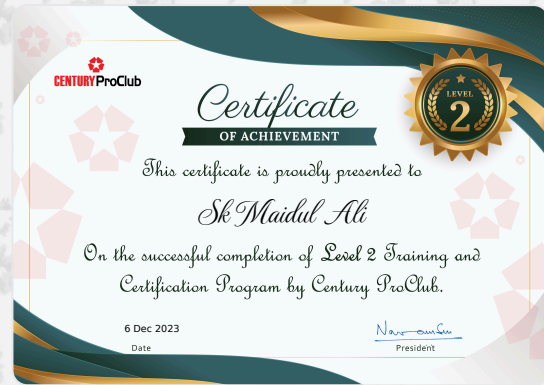 CENTURY ProClub
Certificate
OF ACHIEVEMENT
LEVEL
2
This certificate is proudly presented to
Sk Maidul Ali
On the successful completion of Level 2 Training and
Certification Program by Century ProClub.
6 Dec 2023
Date
President